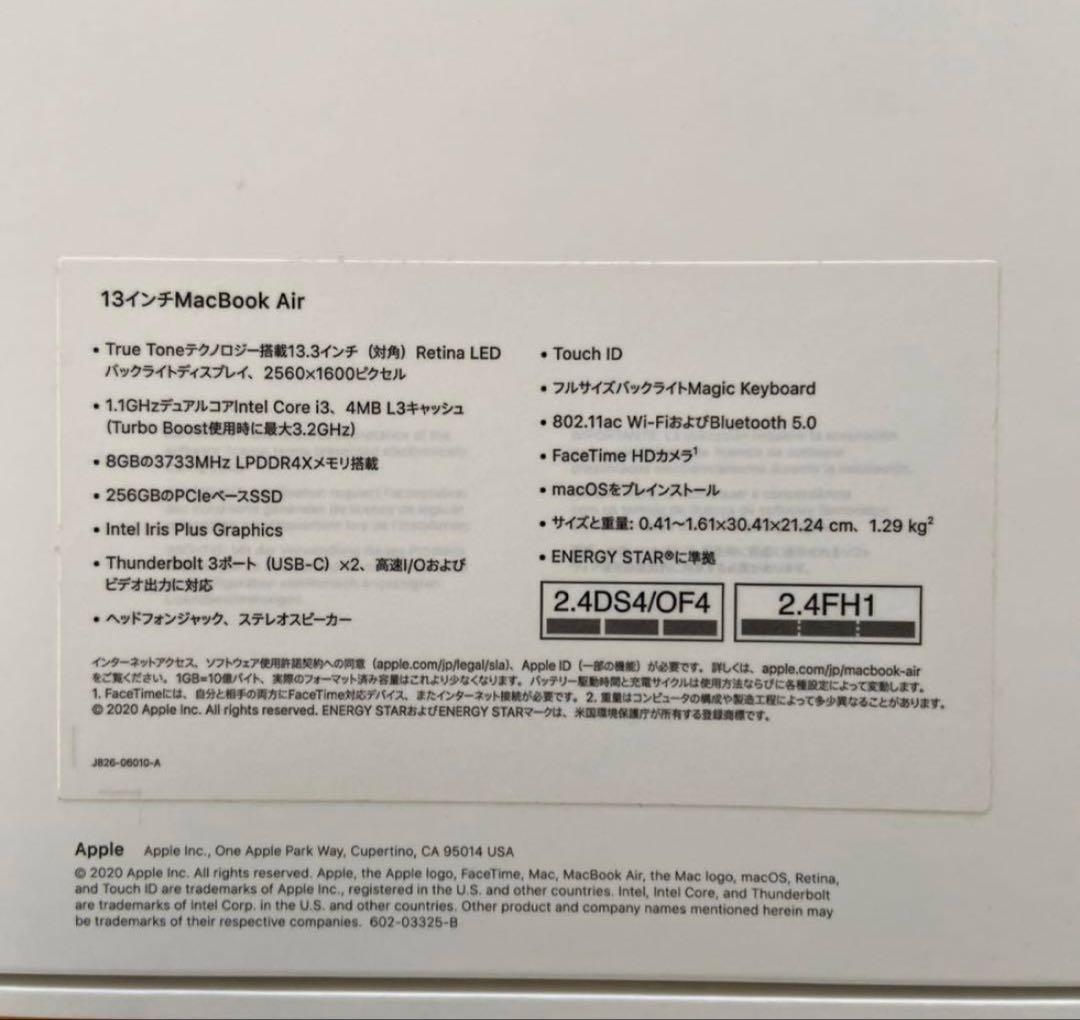 13インチMacBook Air
• True Toneテクノロジー搭載13.3インチ（対角）Retina LED
バックライトディスプレイ、2560×1600ピクセル
• 1.1GHzデュアルコアIntel Core i3、4MB L3キャッシュ
(Turbo Boost使用時に最大3.2GHz)
• 8GBの3733MHz LPDDR4Xメモリ搭載
• 256GBのPCIeベースSSD
• Intel Iris Plus Graphics
• Thunderbolt 3ポート（USB-C）×2、高速I/Oおよび
ビデオ出力に対応
• ヘッドフォンジャック、ステレオスピーカー
• Touch ID
• フルサイズバックライトMagic Keyboard
• 802.11ac Wi-FiおよびBluetooth 5.0
• FaceTime HDカメラ¹
• macOSをプレインストール
• サイズと重量: 0.41〜1.61×30.41×21.24 cm、1.29 kg²
• ENERGY STAR®に準拠
2.4DS4/OF4
2.4FH1
インターネットアクセス、ソフトウェア使用許諾契約への同意（apple.com/jp/legal/sla）、Apple ID（一部の機能）が必要です。詳しくは、apple.com/jp/macbook-air
をご覧ください。1GB=10億バイト、実際のフォーマット済み容量はこれより少なくなります。バッテリー駆動時間と充電サイクルは使用方法ならびに各種設定によって変動します。
1. FaceTimeには、自分と相手の両方にFaceTime対応デバイス、またインターネット接続が必要です。2. 重量はコンピュータの構成や製造工程によって多少異なることがあります。
© 2020 Apple Inc. All rights reserved. ENERGY STARおよびENERGY STARマークは、米国環境保護庁が所有する登録商標です。
J826-06010-A
Apple Apple Inc., One Apple Park Way, Cupertino, CA 95014 USA
© 2020 Apple Inc. All rights reserved. Apple, the Apple logo, FaceTime, Mac, MacBook Air, the Mac logo, macOS, Retina,
and Touch ID are trademarks of Apple Inc., registered in the U.S. and other countries. Intel, Intel Core, and Thunderbolt
are trademarks of Intel Corp. in the U.S. and other countries. Other product and company names mentioned herein may
be trademarks of their respective companies. 602-03325-B